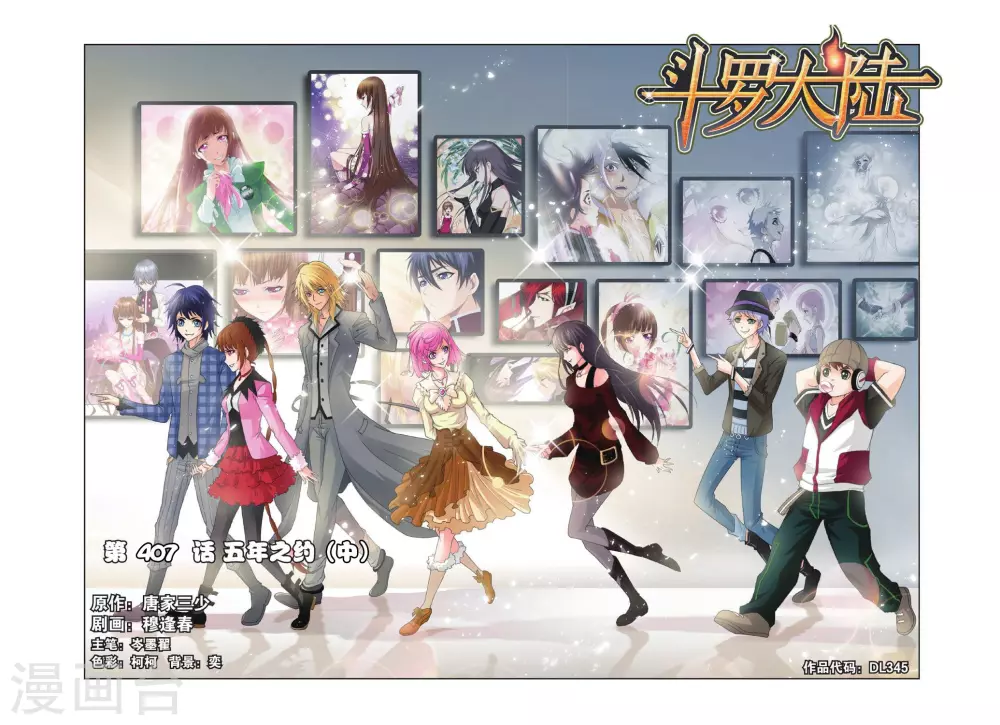 斗罗大陆
第 407 话 五年之约（中）
原作：唐家三少
剧画：穆逢春
主笔：岑墨翟
色彩：柯柯 背景：奕
作品代码：DL345
漫画台